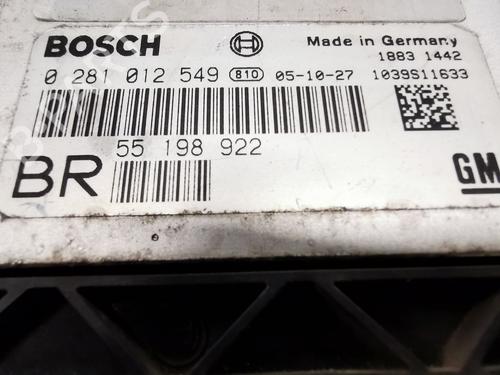 BOSCH
Made in Germany
1883 1442
0 281 012 549 810 05-10-27 1039S11633
55 198 922
BR
GM